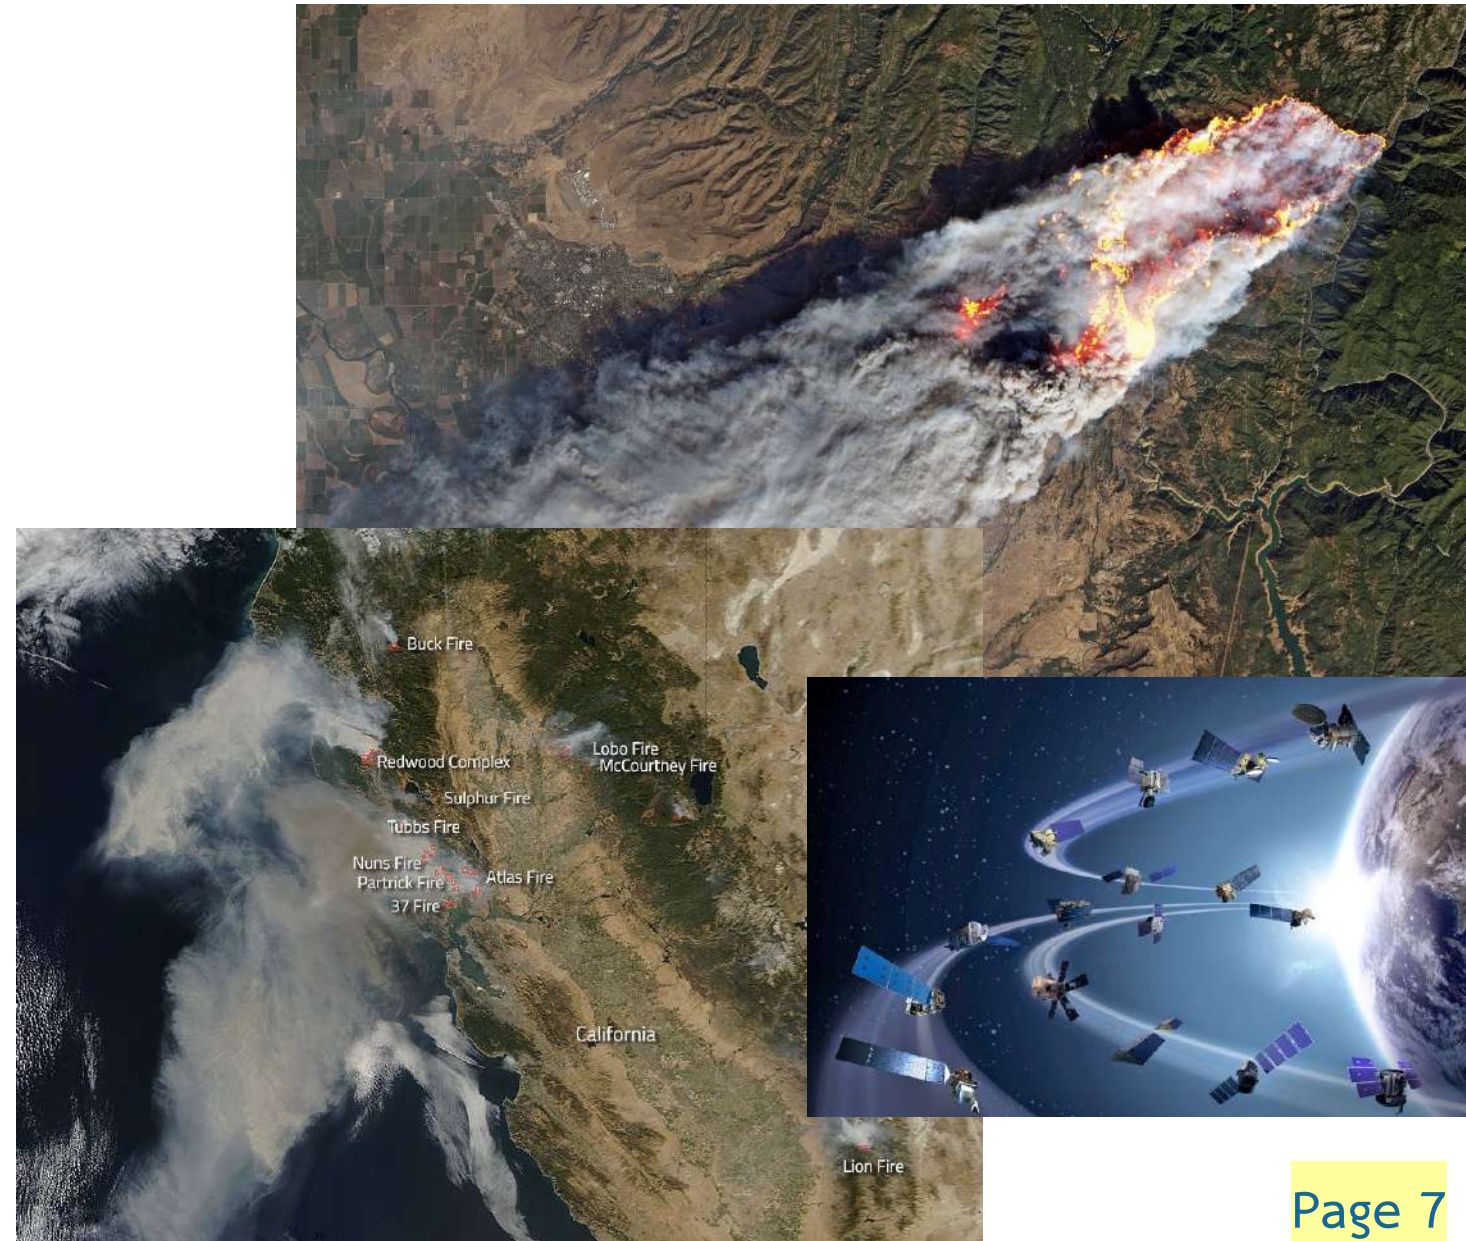 Buck Fire
Lobo Fire
McCourtney Fire
Redwood Complex
Sulphur Fire
Tubbs Fire
Nuns Fire
Atlas Fire
Partrick Fire
37 Fire
California
Lion Fire
Page 7